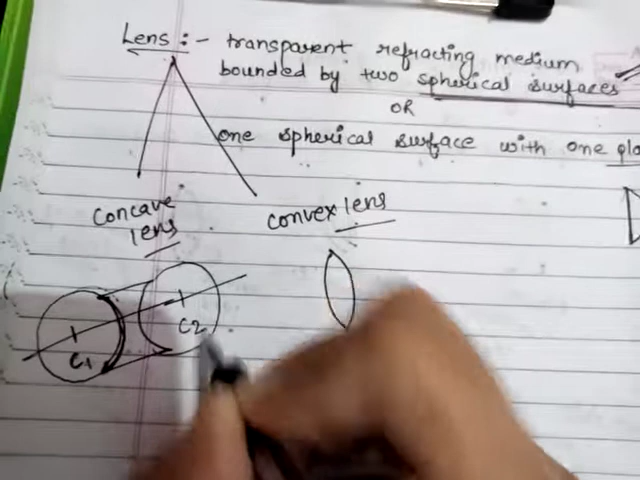 Lens :- transparent refracting medium
bounded by two spherical surfaces
OR
one spherical surface with one pla
Concave
lens
convex lens
C1
C2